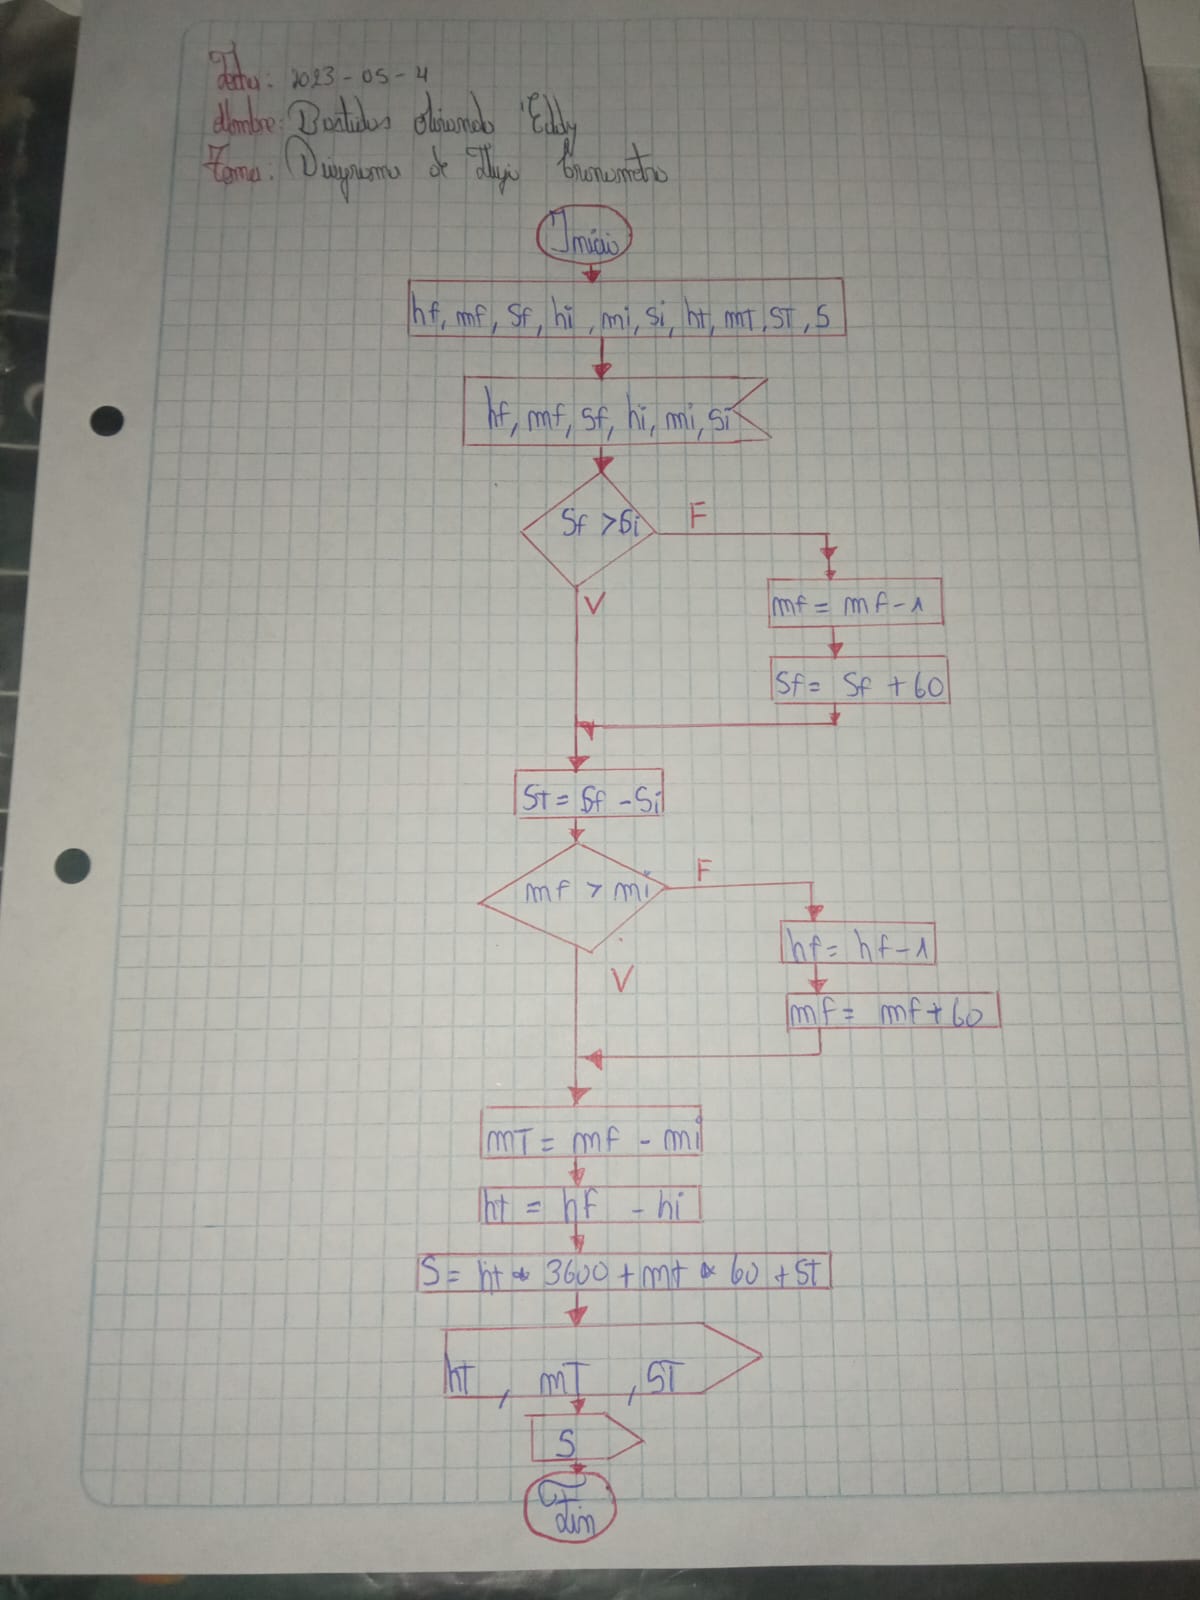 Fecha: 2023-05-4
Nombre: Bastidas Obando Eddy
Tema: Diagrama de Flujo Cronometro
Inicio
hf, mf, Sf, hi, mi, Si, ht, mT, ST, S
hf, mf, Sf, hi, mi, Si
Sf > Si
F
V
mf = mf - 1
Sf = Sf + 60
ST = Sf - Si
mf > mi
F
V
hf = hf - 1
mf = mf + 60
mT = mf - mi
ht = hf - hi
S = ht * 3600 + mt * 60 + ST
hT, mT, ST
S
Fin